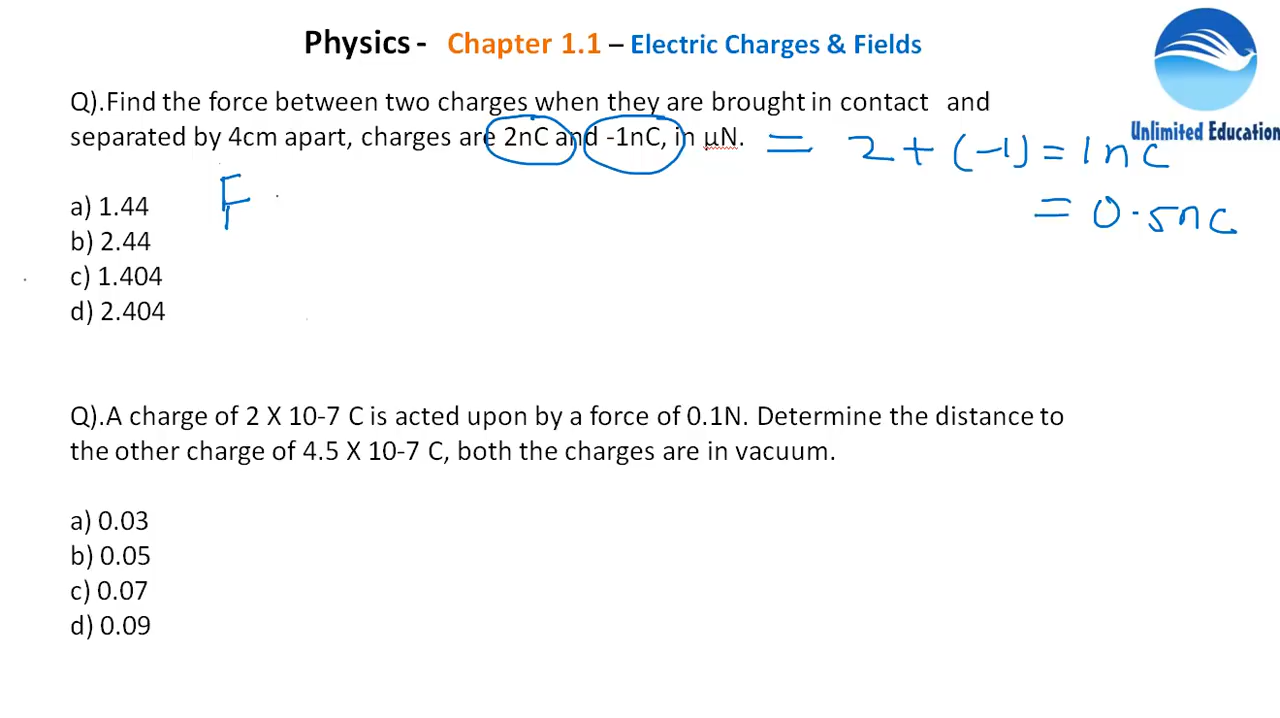 Physics - Chapter 1.1 – Electric Charges & Fields
Unlimited Education
Q).Find the force between two charges when they are brought in contact and
separated by 4cm apart, charges are 2nC and -1nC, in µN. = 2 + (-1) = 1nC
= 0.5nC
F
a) 1.44
b) 2.44
c) 1.404
d) 2.404
Q).A charge of 2 X 10-7 C is acted upon by a force of 0.1N. Determine the distance to
the other charge of 4.5 X 10-7 C, both the charges are in vacuum.
a) 0.03
b) 0.05
c) 0.07
d) 0.09